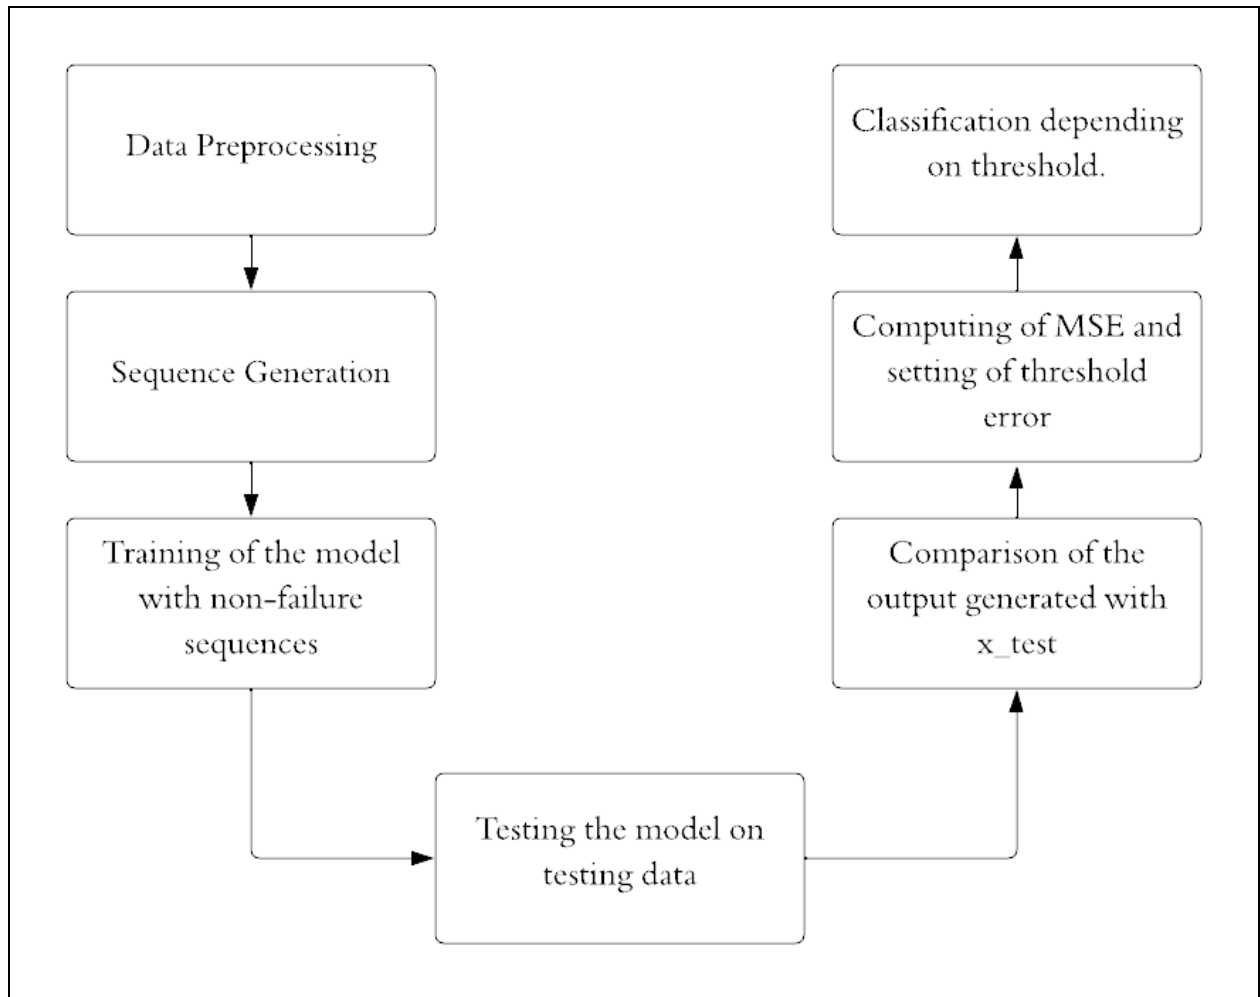 Data Preprocessing
Sequence Generation
Training of the model
with non-failure
sequences
Testing the model on
testing data
Comparison of the
output generated with
x_test
Computing of MSE and
setting of threshold
error
Classification depending
on threshold.